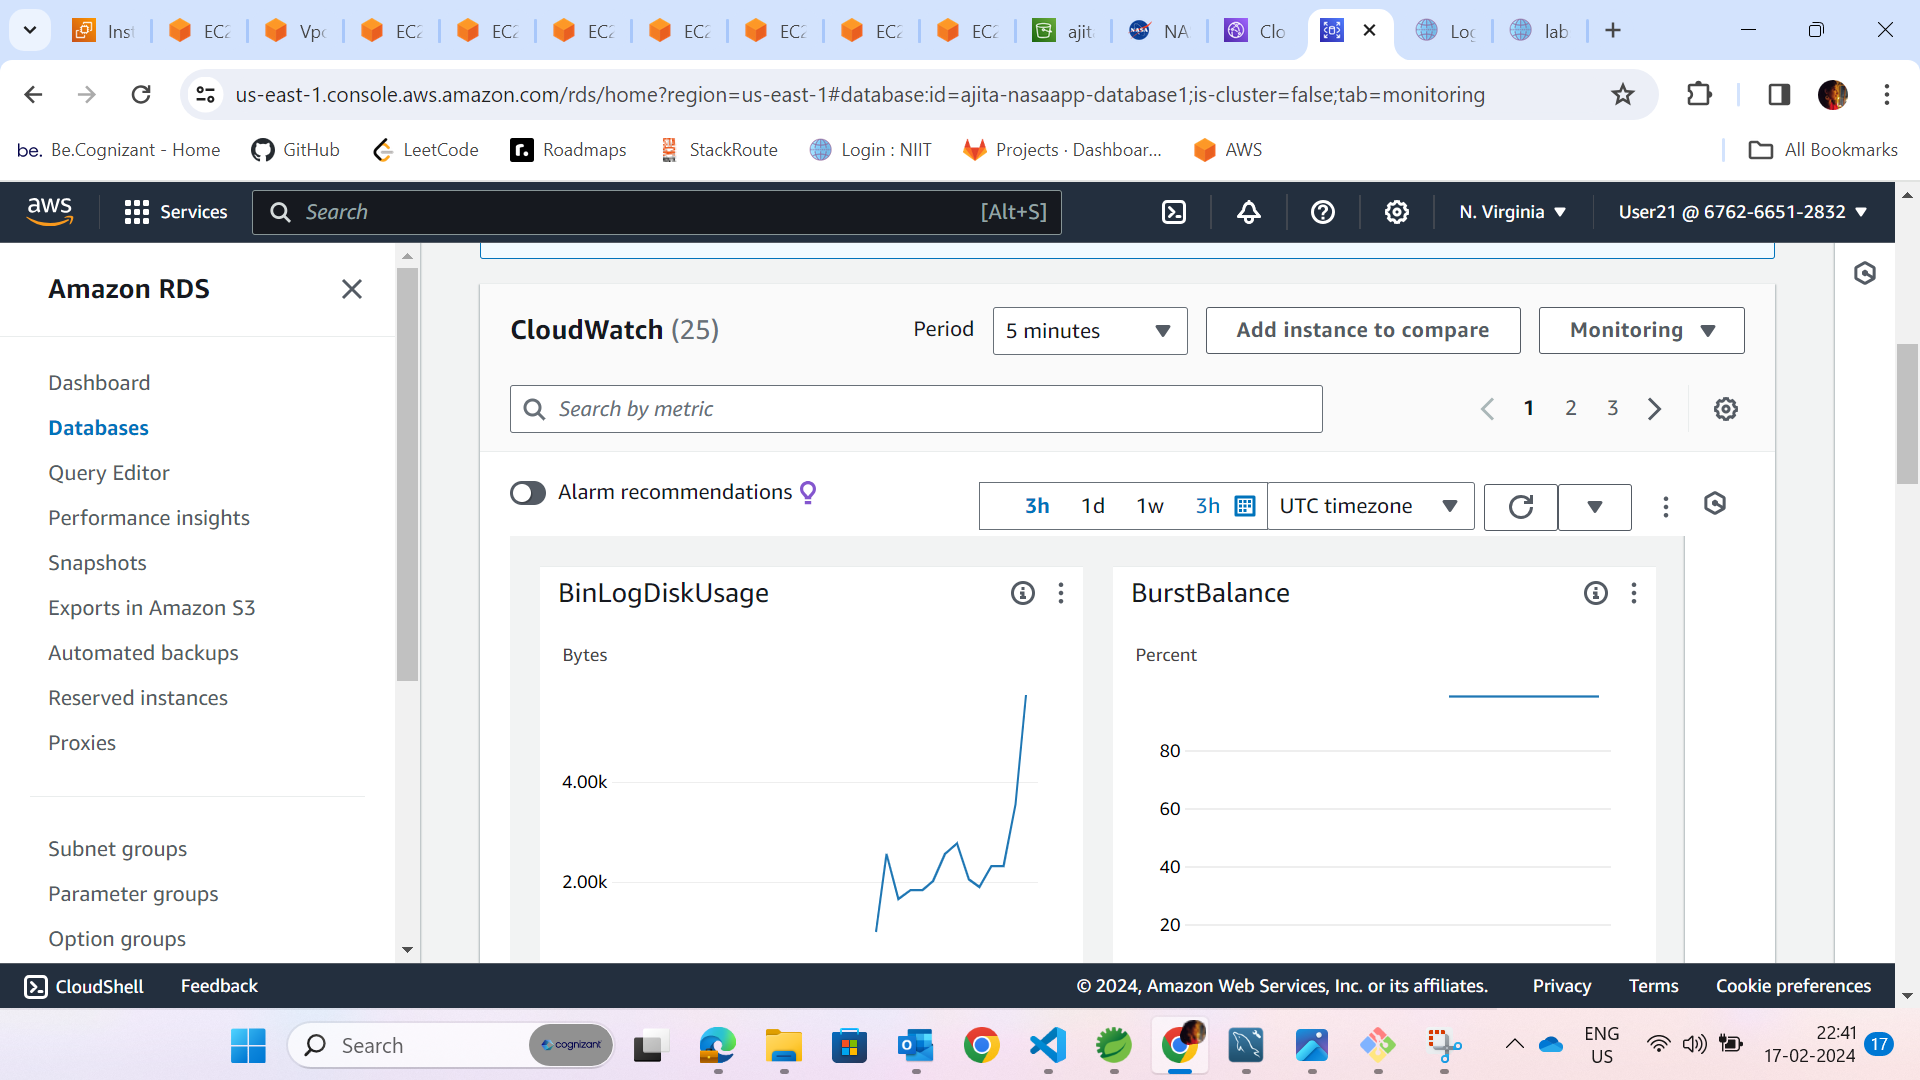 Inst
EC2
Vpc
EC2
EC2
EC2
EC2
EC2
EC2
EC2
ajita
NA
Clo
Log
lab
us-east-1.console.aws.amazon.com/rds/home?region=us-east-1#database:id=ajita-nasaapp-database1;is-cluster=false;tab=monitoring
be. Be.Cognizant - Home
GitHub
LeetCode
Roadmaps
StackRoute
Login : NIIT
Projects · Dashboar...
AWS
All Bookmarks
aws
Services
Search
[Alt+S]
N. Virginia
User21 @ 6762-6651-2832
Amazon RDS
Dashboard
Databases
Query Editor
Performance insights
Snapshots
Exports in Amazon S3
Automated backups
Reserved instances
Proxies
Subnet groups
Parameter groups
Option groups
CloudWatch (25)
Period
5 minutes
Add instance to compare
Monitoring
Search by metric
1
2
3
Alarm recommendations
3h
1d
1w
3h
UTC timezone
BinLogDiskUsage
Bytes
4.00k
2.00k
BurstBalance
Percent
80
60
40
20
CloudShell
Feedback
© 2024, Amazon Web Services, Inc. or its affiliates.
Privacy
Terms
Cookie preferences
Search
cognizant
ENG
US
22:41
17-02-2024
17